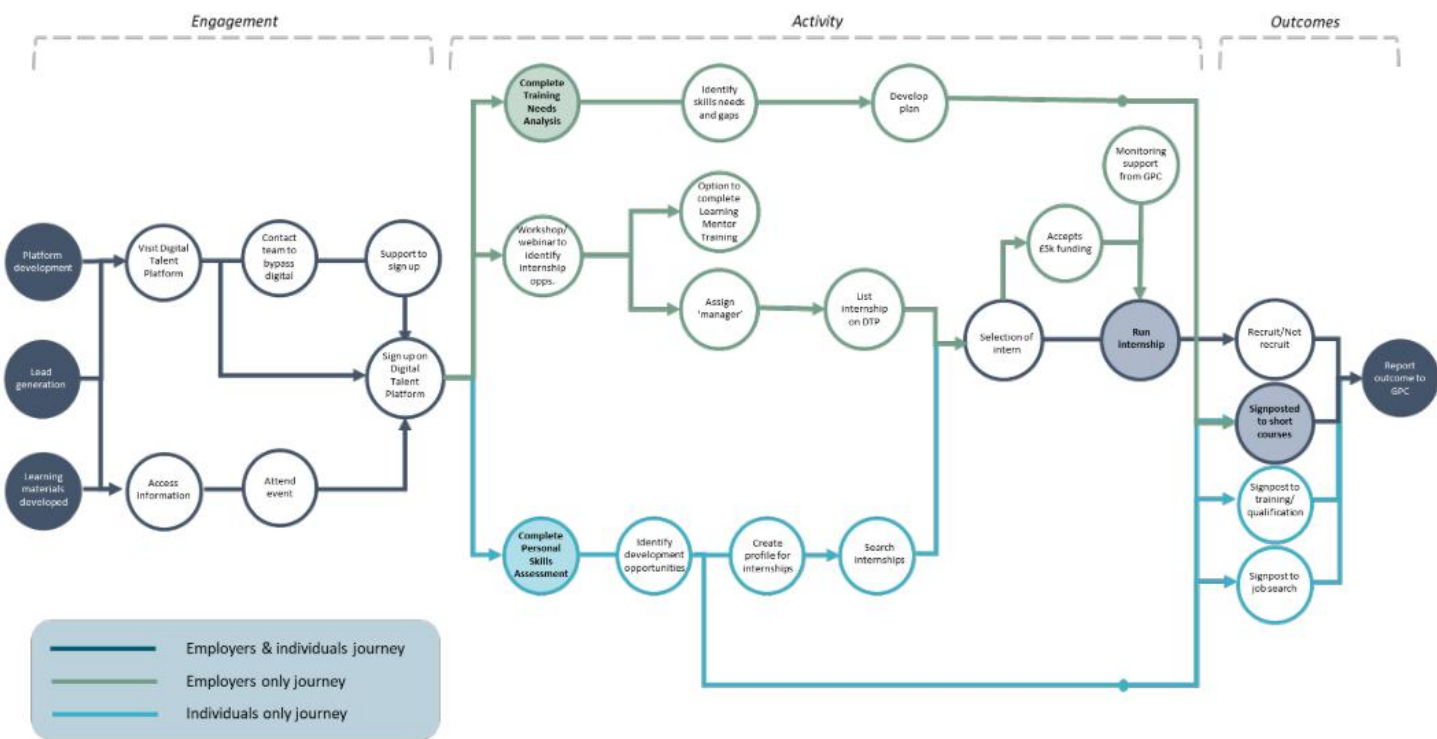 Engagement
Activity
Outcomes
Complete
Training
Needs
Analysis
Identify
skills needs
and gaps
Develop
plan
Monitoring
support
from GPC
Option to
complete
Learning
Mentor
Training
Platform
development
Visit Digital
Talent
Platform
Contact
team to
bypass
digital
Support to
sign up
Workshop/
webinar to
identify
internship
opps.
Accepts
£5k funding
Assign
'manager'
List
internship
on DTP
Selection of
intern
Run
internship
Recruit/Not
recruit
Lead
generation
Sign up on
Digital
Talent
Platform
Report
outcome to
GPC
Signposted
to short
courses
Learning
materials
developed
Access
information
Attend
event
Signpost to
training/
qualification
Complete
Personal
Skills
Assessment
Identify
development
opportunities
Create
profile for
internships
Search
internships
Signpost to
job search
Employers & individuals journey
Employers only journey
Individuals only journey